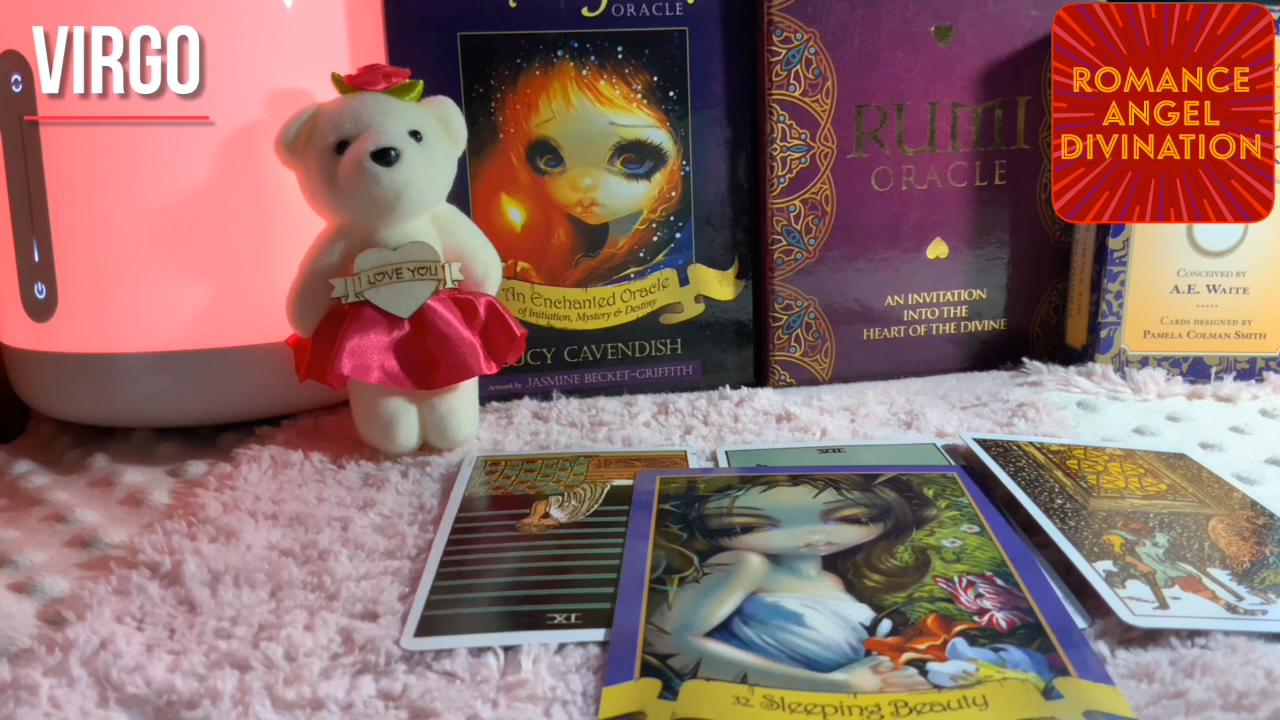 VIRGO
ORACLE
ROMANCE
ANGEL
DIVINATION
I LOVE YOU
An Enchanted Oracle
of Initiation, Mystery & Destiny
CAVENDISH
Artwork by JASMINE BECKET-GRIFFITH
RUMI
ORACLE
AN INVITATION
INTO THE
HEART OF THE DIVINE
CONCEIVED BY
A.E. WAITE
CARDS DESIGNED BY
PAMELA COLMAN SMITH
IX
VII
32 Sleeping Beauty